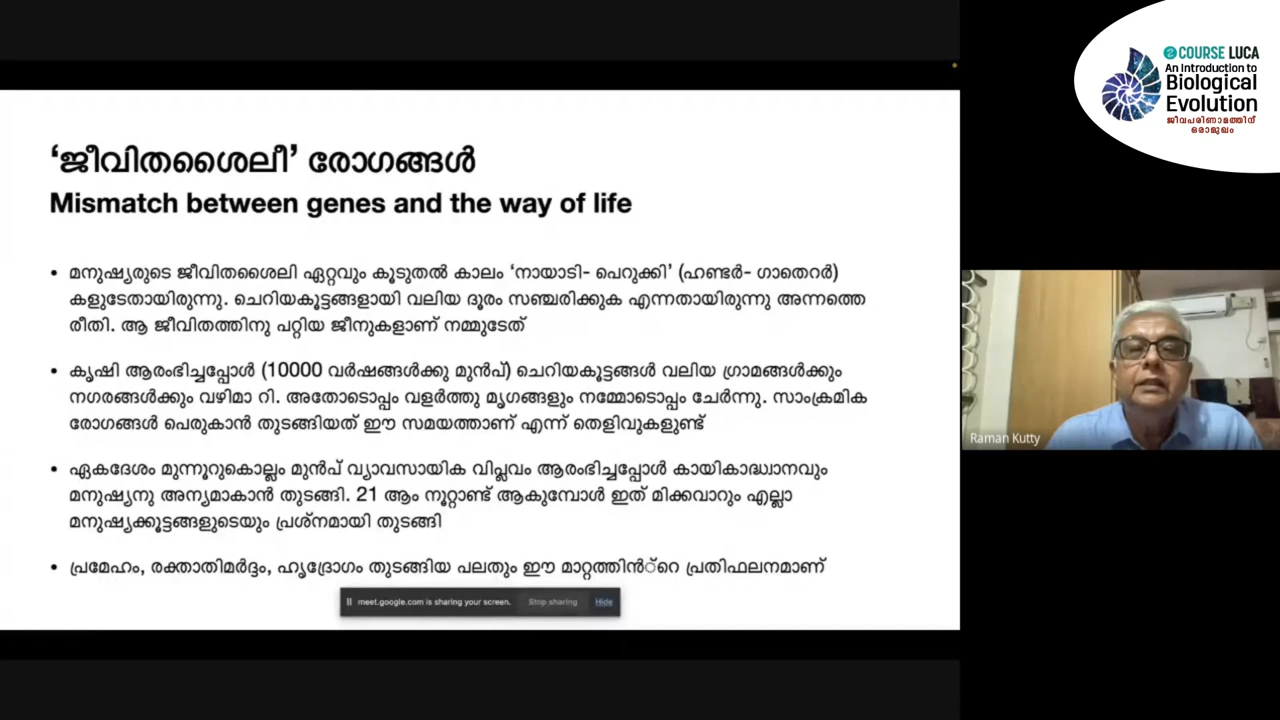 ‘ജീവിതശൈലീ’ രോഗങ്ങൾ
Mismatch between genes and the way of life
• മനുഷ്യരുടെ ജീവിതശൈലി ഏറ്റവും കൂടുതൽ കാലം ‘നായാടി- പെറുക്കി’ (ഹണ്ടർ- ഗാതെറർ)
കളുടേതായിരുന്നു. ചെറിയകൂട്ടങ്ങളായി വലിയ ദൂരം സഞ്ചരിക്കുക എന്നതായിരുന്നു അന്നത്തെ
രീതി. ആ ജീവിതത്തിനു പറ്റിയ ജീനുകളാണ് നമ്മുടേത്
• കൃഷി ആരംഭിച്ചപ്പോൾ (10000 വർഷങ്ങൾക്കു മുൻപ്) ചെറിയകൂട്ടങ്ങൾ വലിയ ഗ്രാമങ്ങൾക്കും
നഗരങ്ങൾക്കും വഴിമാ റി. അതോടൊപ്പം വളർത്തു മൃഗങ്ങളും നമ്മോടൊപ്പം ചേർന്നു. സാംക്രമിക
രോഗങ്ങൾ പെരുകാൻ തുടങ്ങിയത് ഈ സമയത്താണ് എന്ന് തെളിവുകളുണ്ട്
• ഏകദേശം മുന്നൂറുകൊല്ലം മുൻപ് വ്യാവസായിക വിപ്ലവം ആരംഭിച്ചപ്പോൾ കായികാദ്ധ്വാനവും
മനുഷ്യനു അന്യമാകാൻ തുടങ്ങി. 21 ആം നൂറ്റാണ്ട് ആകുമ്പോൾ ഇത് മിക്കവാറും എല്ലാ
മനുഷ്യക്കൂട്ടങ്ങളുടെയും പ്രശ്നമായി തുടങ്ങി
• പ്രമേഹം, രക്താതിമർദ്ദം, ഹൃദ്രോഗം തുടങ്ങിയ പലതും ഈ മാറ്റത്തിൻ്റെ പ്രതിഫലനമാണ്
meet.google.com is sharing your screen. Stop sharing Hide
COURSE LUCA
An Introduction to
Biological
Evolution
ജീവപരിണാമത്തിന്
ഒരാമുഖം
Raman Kutty